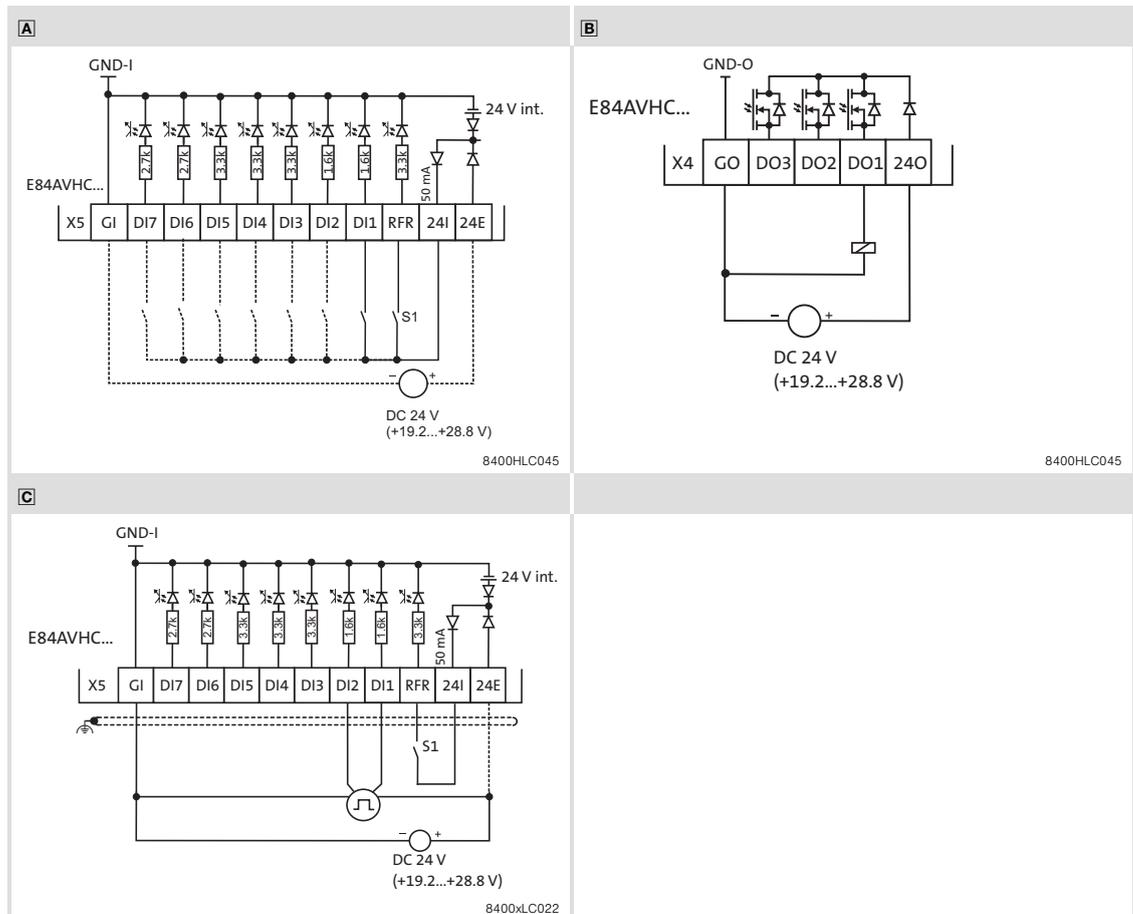 A
GND-I
24 V int.
2.7k 2.7k 3.3k 3.3k 3.3k 1.6k 1.6k 3.3k
50 mA
E84AVHC...
X5 GI DI7 DI6 DI5 DI4 DI3 DI2 DI1 RFR 24I 24E
S1
– +
DC 24 V
(+19.2...+28.8 V)
8400HLC045
B
GND-O
E84AVHC...
X4 GO DO3 DO2 DO1 24O
– +
DC 24 V
(+19.2...+28.8 V)
8400HLC045
C
GND-I
24 V int.
2.7k 2.7k 3.3k 3.3k 3.3k 1.6k 1.6k 3.3k
50 mA
E84AVHC...
X5 GI DI7 DI6 DI5 DI4 DI3 DI2 DI1 RFR 24I 24E
S1
– +
DC 24 V
(+19.2...+28.8 V)
8400xLC022